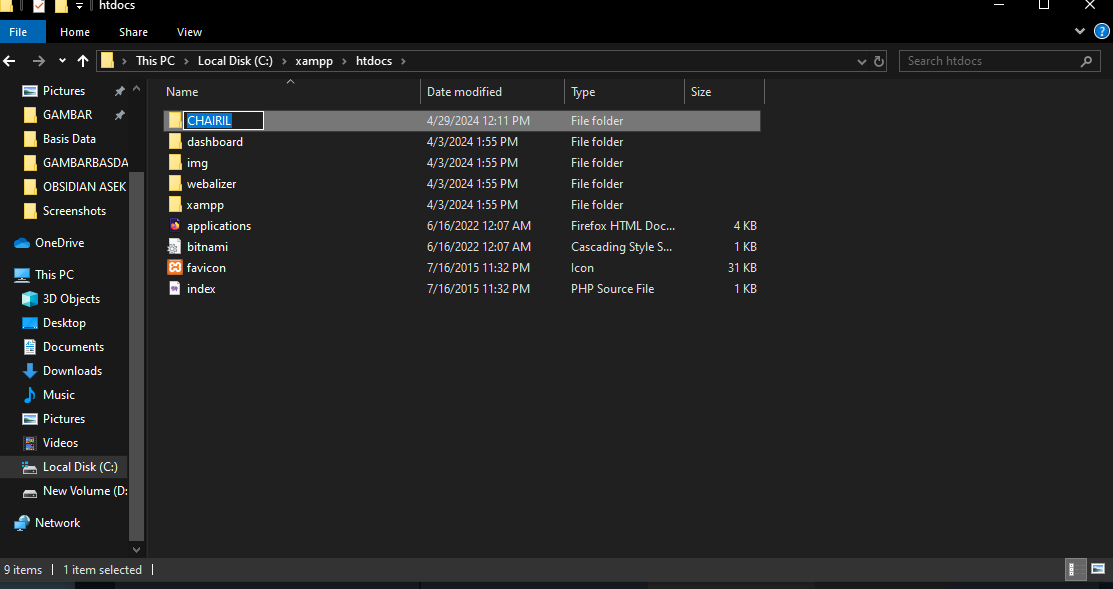 htdocs
File Home Share View
This PC Local Disk (C:) xampp htdocs
Search htdocs
Pictures
GAMBAR
Basis Data
GAMBARBASDA
OBSIDIAN ASEK
Screenshots
OneDrive
This PC
3D Objects
Desktop
Documents
Downloads
Music
Pictures
Videos
Local Disk (C:)
New Volume (D:
Network
Name Date modified Type Size
CHAIRIL 4/29/2024 12:11 PM File folder
dashboard 4/3/2024 1:55 PM File folder
img 4/3/2024 1:55 PM File folder
webalizer 4/3/2024 1:55 PM File folder
xampp 4/3/2024 1:55 PM File folder
applications 6/16/2022 12:07 AM Firefox HTML Doc... 4 KB
bitnami 6/16/2022 12:07 AM Cascading Style S... 1 KB
favicon 7/16/2015 11:32 PM Icon 31 KB
index 7/16/2015 11:32 PM PHP Source File 1 KB
9 items 1 item selected